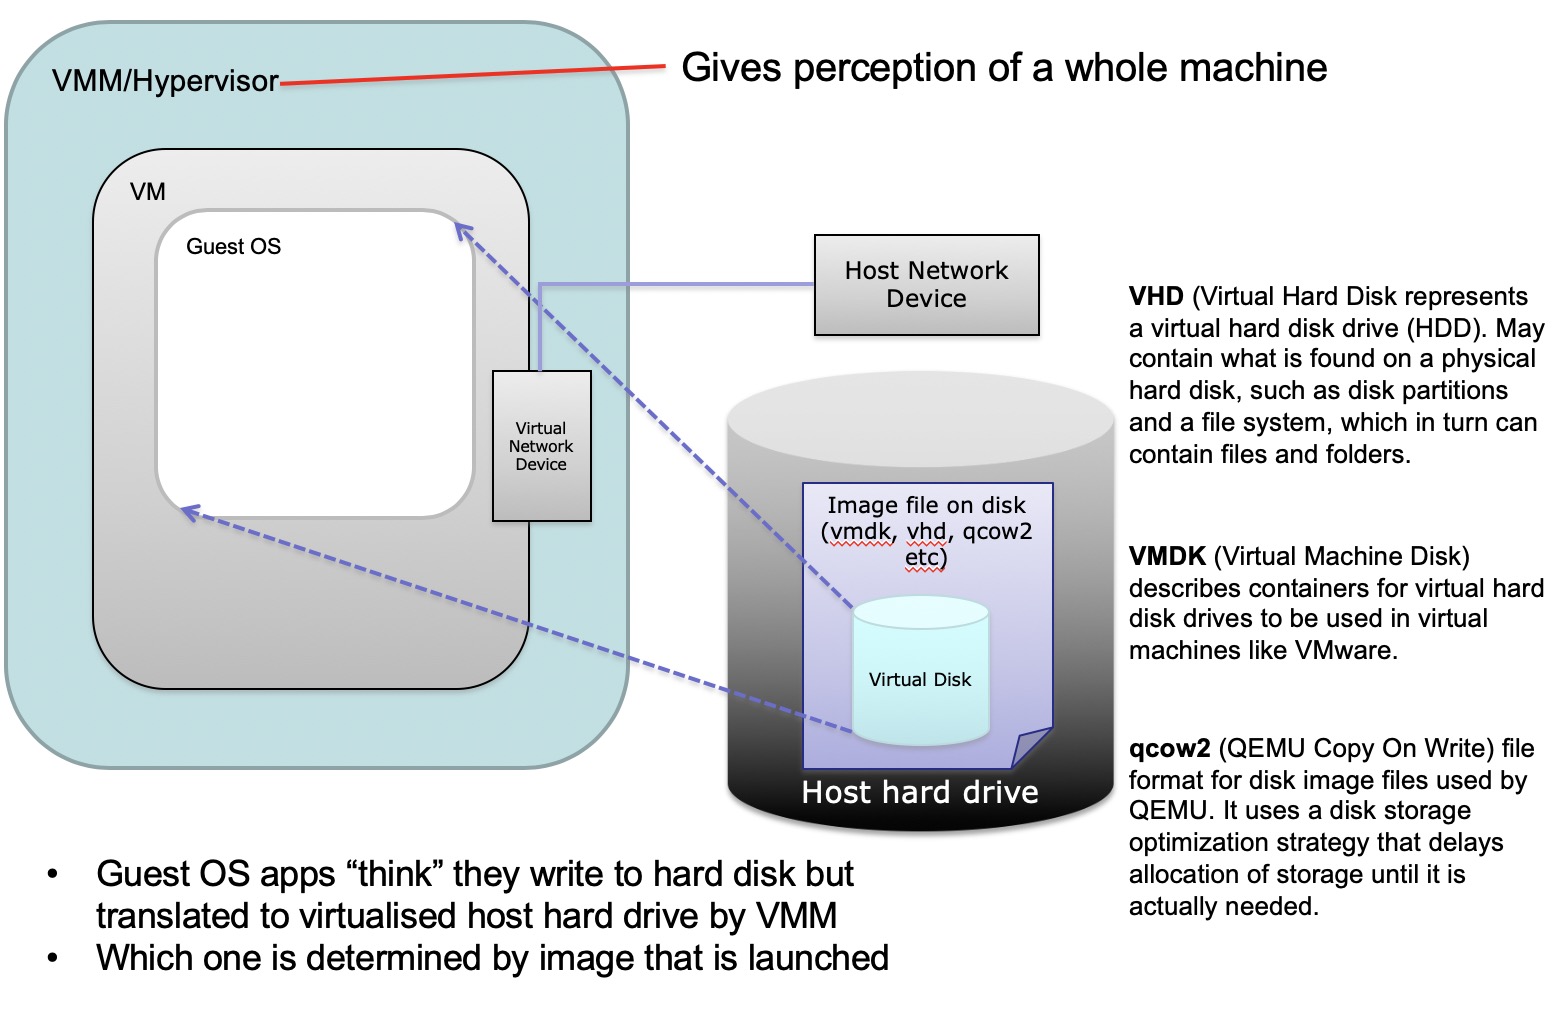 VMM/Hypervisor
Gives perception of a whole machine
VM
Guest OS
Virtual
Network
Device
Host Network
Device
Image file on disk
(vmdk, vhd, qcow2
etc)
Virtual Disk
Host hard drive
VHD (Virtual Hard Disk represents
a virtual hard disk drive (HDD). May
contain what is found on a physical
hard disk, such as disk partitions
and a file system, which in turn can
contain files and folders.
VMDK (Virtual Machine Disk)
describes containers for virtual hard
disk drives to be used in virtual
machines like VMware.
qcow2 (QEMU Copy On Write) file
format for disk image files used by
QEMU. It uses a disk storage
optimization strategy that delays
allocation of storage until it is
actually needed.
• Guest OS apps “think” they write to hard disk but
translated to virtualised host hard drive by VMM
• Which one is determined by image that is launched